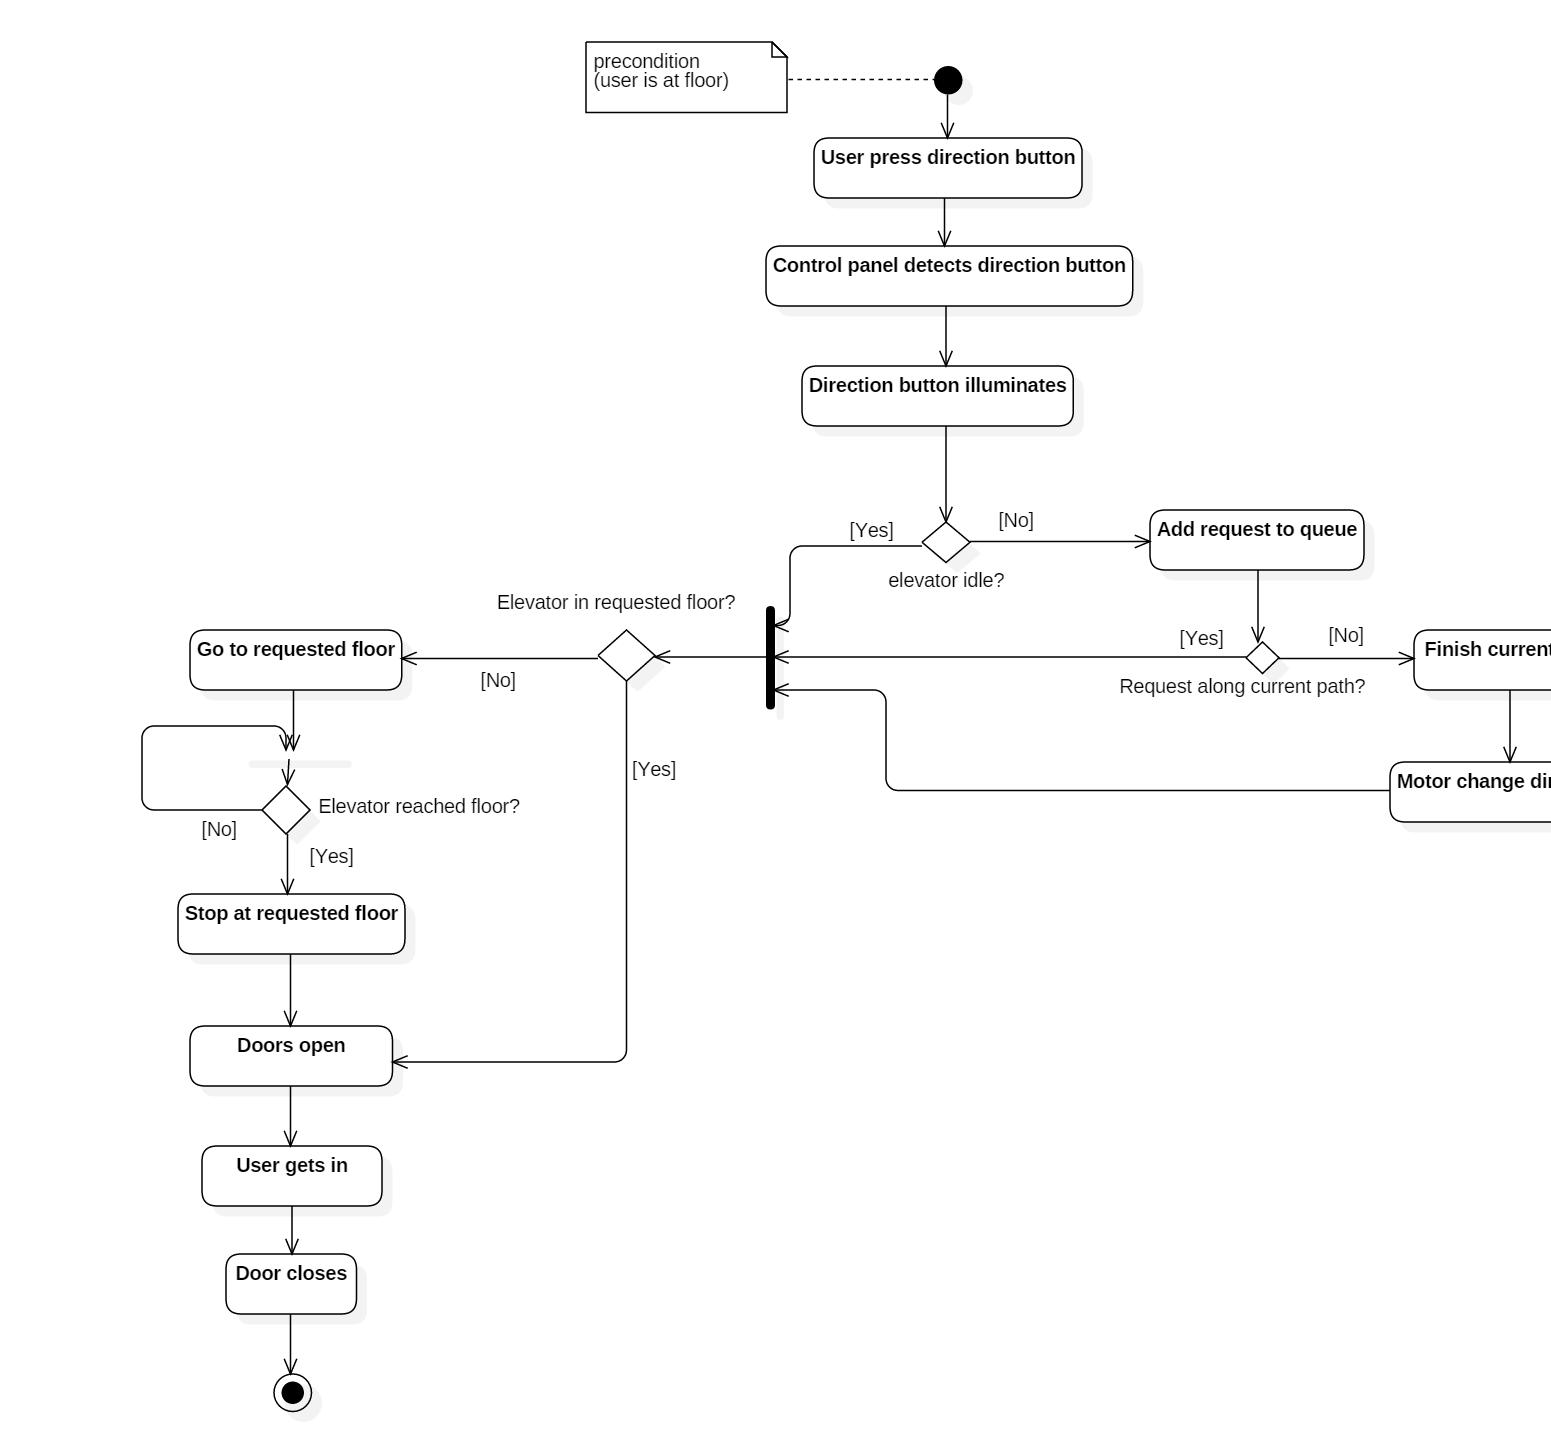 precondition
(user is at floor)
User press direction button
Control panel detects direction button
Direction button illuminates
[Yes]
[No]
Add request to queue
elevator idle?
Elevator in requested floor?
Go to requested floor
[No]
[Yes]
[No]
Request along current path?
Finish current
[Yes]
Motor change
Elevator reached floor?
[No]
[Yes]
Stop at requested floor
Doors open
User gets in
Door closes